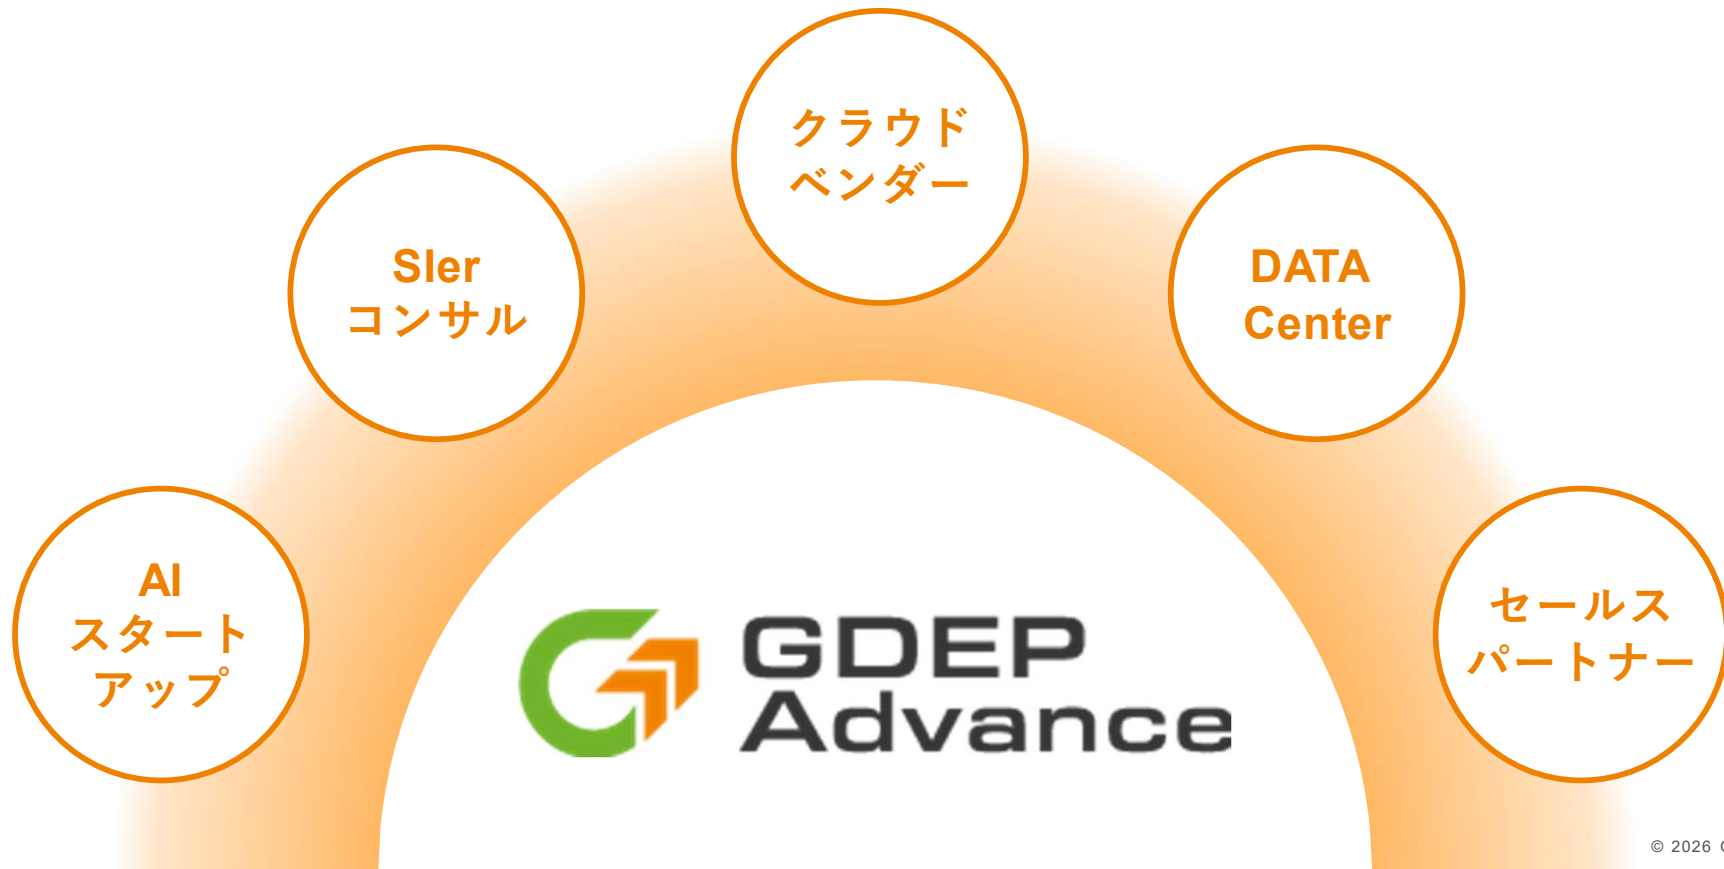 クラウド
ベンダー
SIer
コンサル
DATA
Center
AI
スタート
アップ
セールス
パートナー
GDEP
Advance
© 2026